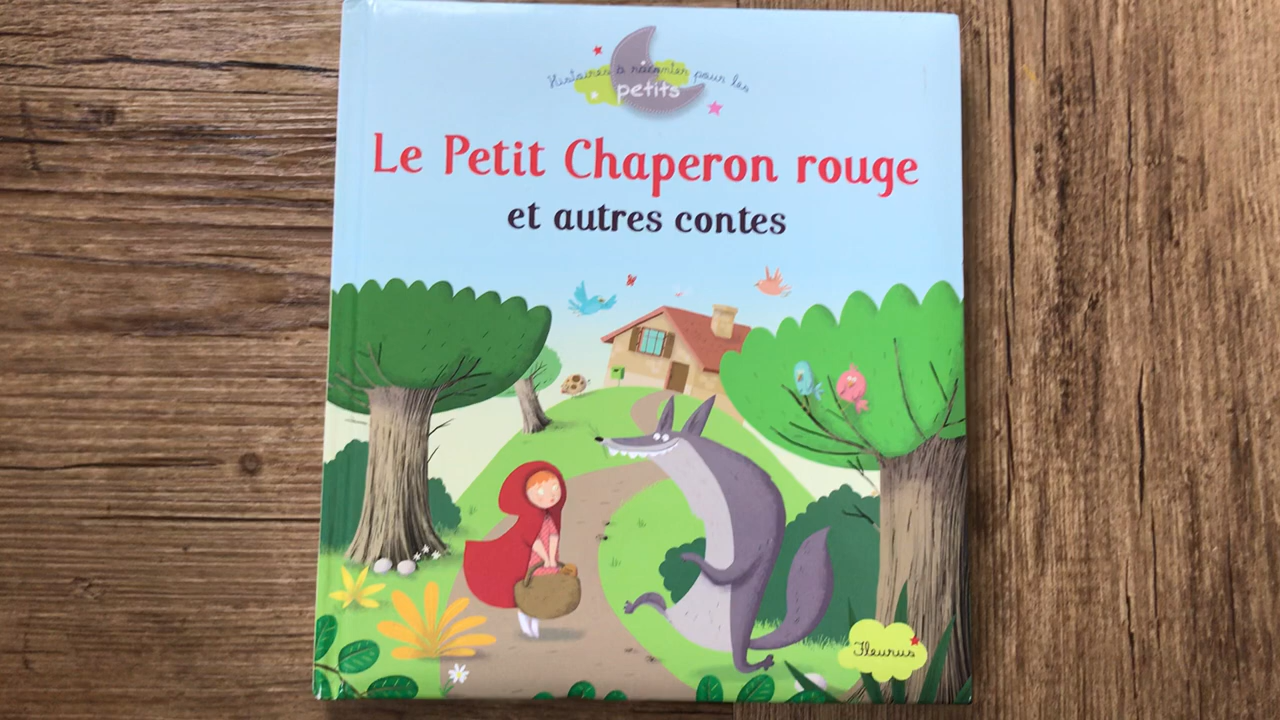 Histoires à raconter pour les
petits
Le Petit Chaperon rouge
et autres contes
Fleurus